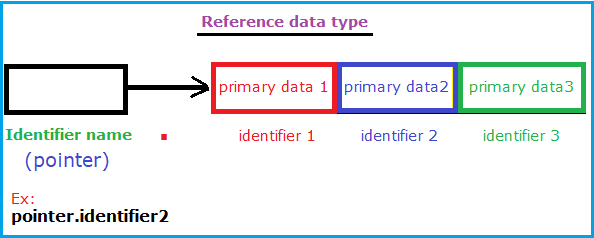 Reference data type
primary data 1 primary data2 primary data3
Identifier name . identifier 1 identifier 2 identifier 3
(pointer)
Ex:
pointer.identifier2